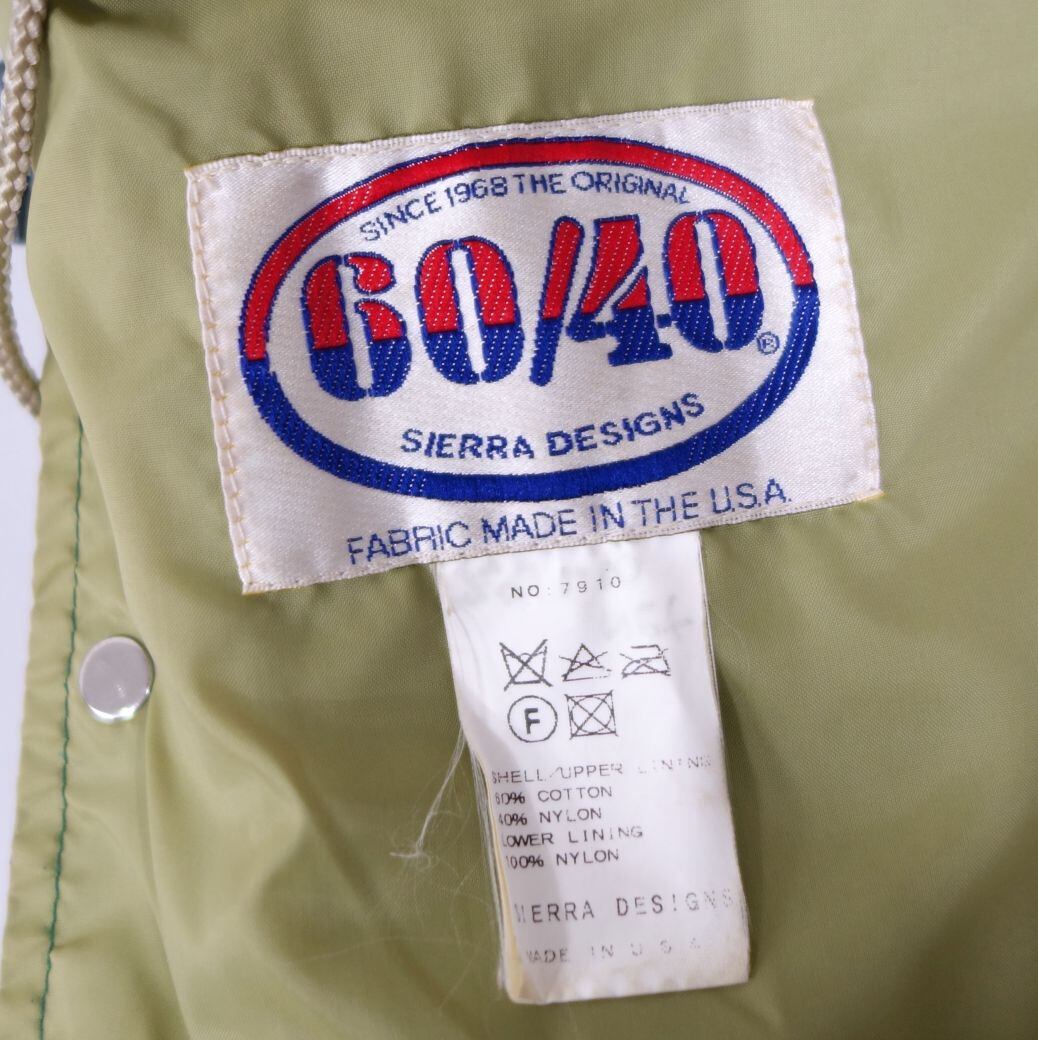 SINCE 1968 THE ORIGINAL
60/40®
SIERRA DESIGNS
FABRIC MADE IN THE U.S.A.
NO: 7910
F
SHELL/UPPER LINING
60% COTTON
40% NYLON
LOWER LINING
100% NYLON
SIERRA DESIGNS
MADE IN U S A